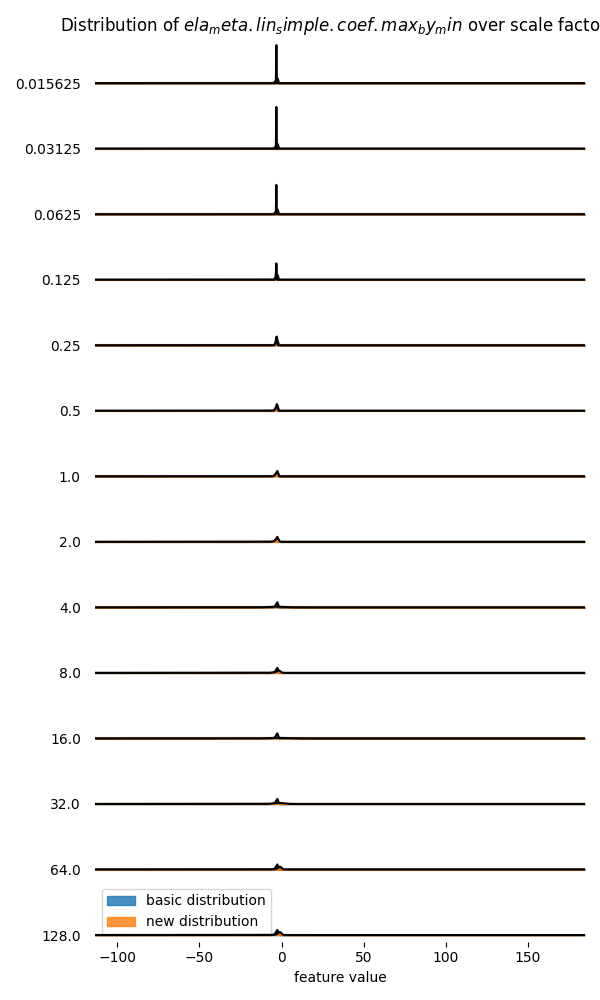 Distribution of ela_meta.lin_simple.coef.max_by_min over scale facto
0.015625
0.03125
0.0625
0.125
0.25
0.5
1.0
2.0
4.0
8.0
16.0
32.0
64.0
basic distribution
new distribution
128.0
−100 −50 0 50 100 150
feature value